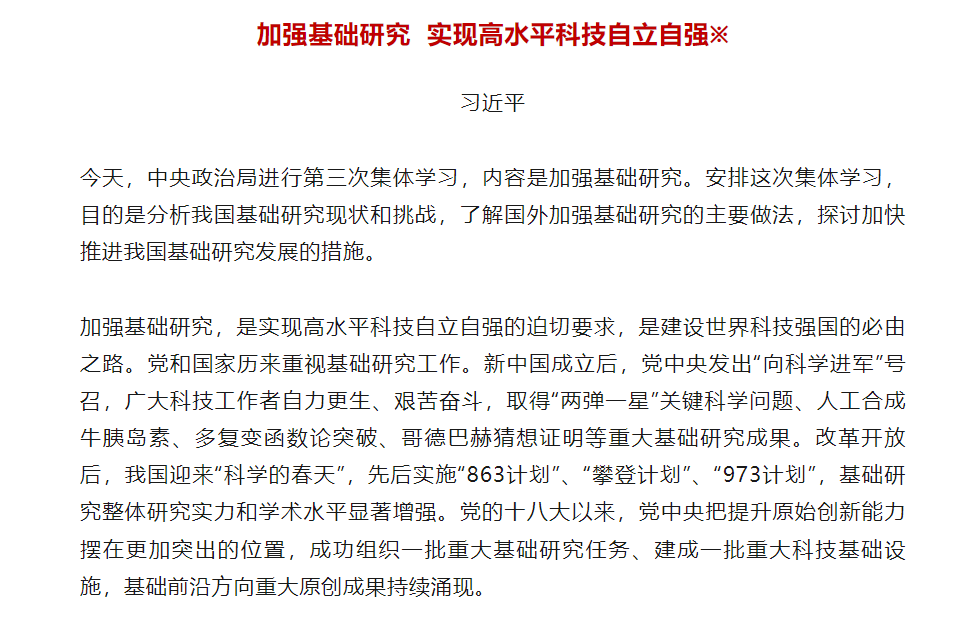 加强基础研究 实现高水平科技自立自强※
习近平
今天，中央政治局进行第三次集体学习，内容是加强基础研究。安排这次集体学习，
目的是分析我国基础研究现状和挑战，了解国外加强基础研究的主要做法，探讨加快
推进我国基础研究发展的措施。
加强基础研究，是实现高水平科技自立自强的迫切要求，是建设世界科技强国的必由
之路。党和国家历来重视基础研究工作。新中国成立后，党中央发出“向科学进军”号
召，广大科技工作者自力更生、艰苦奋斗，取得“两弹一星”关键科学问题、人工合成
牛胰岛素、多复变函数论突破、哥德巴赫猜想证明等重大基础研究成果。改革开放
后，我国迎来“科学的春天”，先后实施“863计划”、“攀登计划”、“973计划”，基础研
究整体研究实力和学术水平显著增强。党的十八大以来，党中央把提升原始创新能力
摆在更加突出的位置，成功组织一批重大基础研究任务、建成一批重大科技基础设
施，基础前沿方向重大原创成果持续涌现。